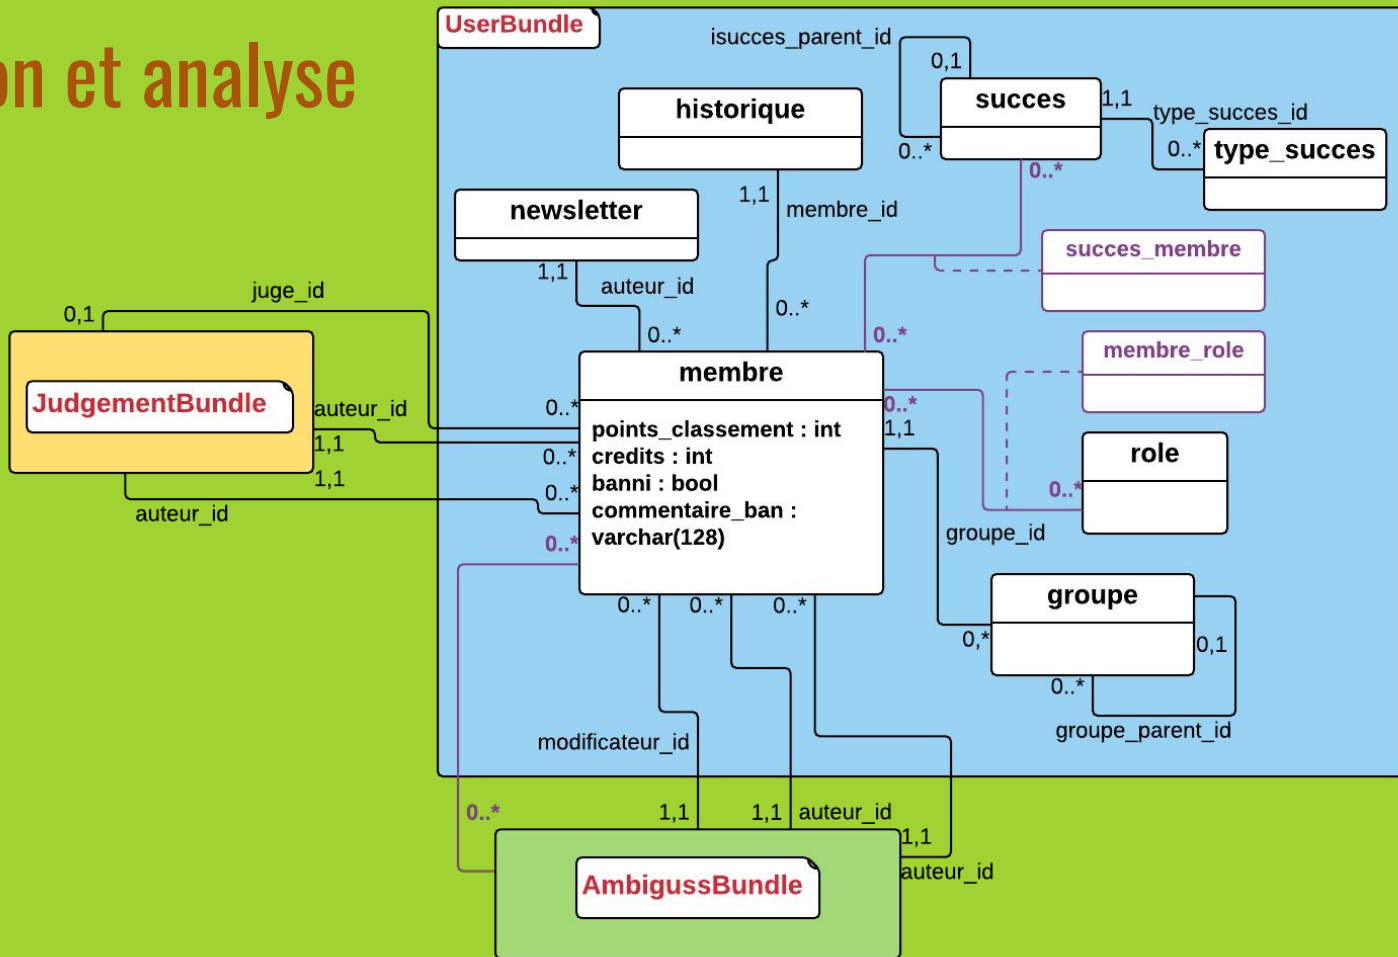 on et analyse
UserBundle
isucces_parent_id
0,1
succes
1,1
type_succes_id
0..*
0..*
type_succes
0..*
historique
1,1
membre_id
newsletter
1,1
auteur_id
0..*
0..*
succes_membre
0..*
membre_role
juge_id
0,1
JudgementBundle
auteur_id
1,1
1,1
auteur_id
membre
0..*
0..*
0..*
0..*
points_classement : int
credits : int
banni : bool
commentaire_ban :
varchar(128)
0..*
1,1
role
0..*
groupe_id
groupe
0,*
0,1
0..*
groupe_parent_id
0..*
0..*
0..*
modificateur_id
0..*
1,1
1,1
auteur_id
1,1
auteur_id
AmbigussBundle